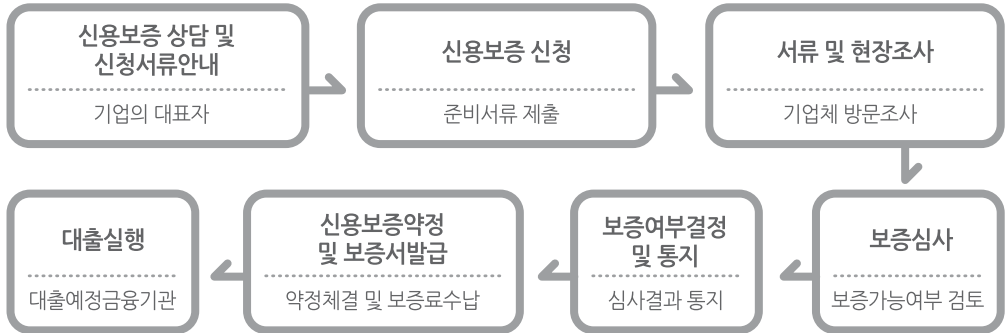 신용보증 상담 및
신청서류안내
기업의 대표자
신용보증 신청
준비서류 제출
서류 및 현장조사
기업체 방문조사
보증심사
보증가능여부 검토
보증여부결정
및 통지
심사결과 통지
신용보증약정
및 보증서발급
약정체결 및 보증료수납
대출실행
대출예정금융기관